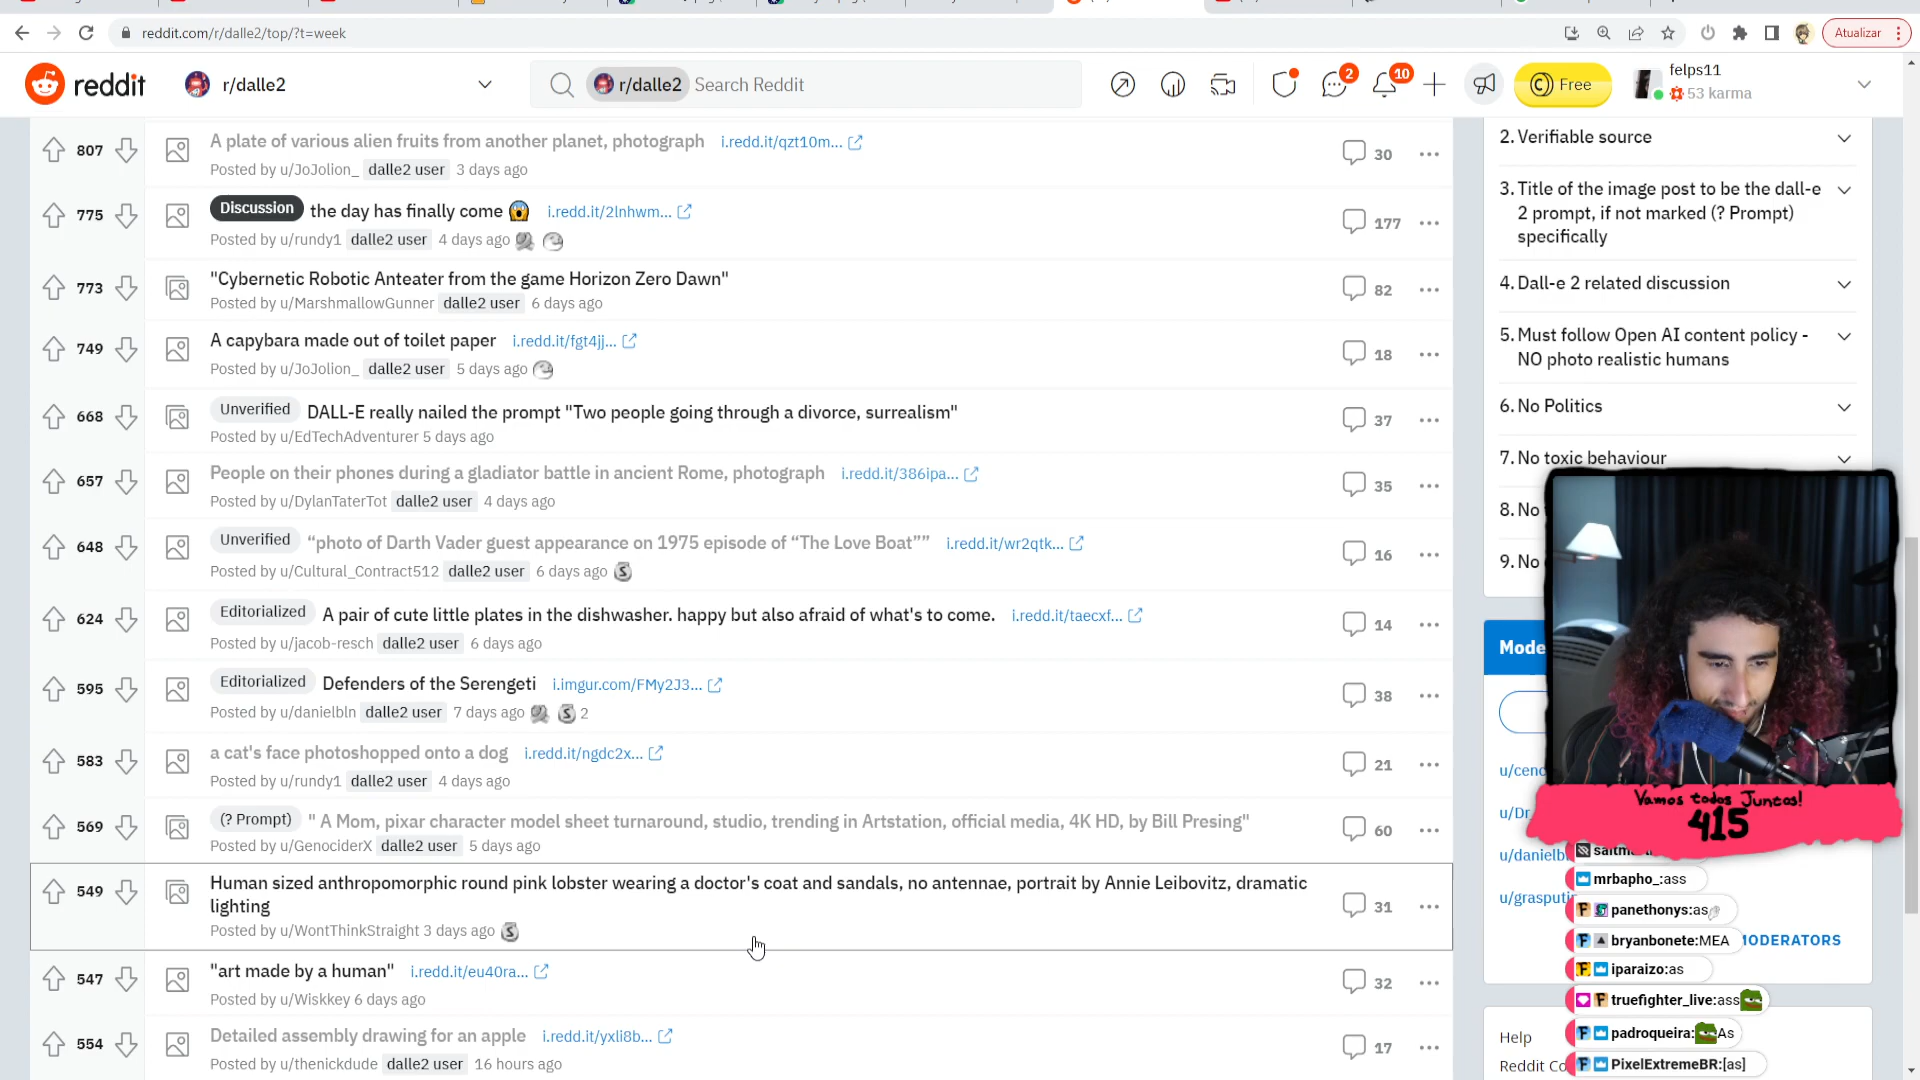 reddit.com/r/dalle2/top/?t=week
Atualizar
reddit
r/dalle2
r/dalle2 Search Reddit
2
10
Free
felps11
53 karma
807
A plate of various alien fruits from another planet, photograph i.redd.it/qzt10m...
Posted by u/JoJolion_ dalle2 user 3 days ago
30
775
Discussion the day has finally come 😱 i.redd.it/2lnhwm...
Posted by u/rundy1 dalle2 user 4 days ago
177
773
"Cybernetic Robotic Anteater from the game Horizon Zero Dawn"
Posted by u/MarshmallowGunner dalle2 user 6 days ago
82
749
A capybara made out of toilet paper i.redd.it/fgt4jj...
Posted by u/JoJolion_ dalle2 user 5 days ago
18
668
Unverified DALL-E really nailed the prompt "Two people going through a divorce, surrealism"
Posted by u/EdTechAdventurer 5 days ago
37
657
People on their phones during a gladiator battle in ancient Rome, photograph i.redd.it/386ipa...
Posted by u/DylanTaterTot dalle2 user 4 days ago
35
648
Unverified “photo of Darth Vader guest appearance on 1975 episode of “The Love Boat”” i.redd.it/wr2qtk...
Posted by u/Cultural_Contract512 dalle2 user 6 days ago
16
624
Editorialized A pair of cute little plates in the dishwasher. happy but also afraid of what's to come. i.redd.it/taecxf...
Posted by u/jacob-resch dalle2 user 6 days ago
14
595
Editorialized Defenders of the Serengeti i.imgur.com/FMy2J3...
Posted by u/danielbln dalle2 user 7 days ago 2
38
583
a cat's face photoshopped onto a dog i.redd.it/ngdc2x...
Posted by u/rundy1 dalle2 user 4 days ago
21
569
(? Prompt) " A Mom, pixar character model sheet turnaround, studio, trending in Artstation, official media, 4K HD, by Bill Presing"
Posted by u/GenociderX dalle2 user 5 days ago
60
549
Human sized anthropomorphic round pink lobster wearing a doctor's coat and sandals, no antennae, portrait by Annie Leibovitz, dramatic
lighting
Posted by u/WontThinkStraight 3 days ago
31
547
"art made by a human" i.redd.it/eu40ra...
Posted by u/Wiskkey 6 days ago
32
554
Detailed assembly drawing for an apple i.redd.it/yxli8b...
Posted by u/thenickdude dalle2 user 16 hours ago
17
2. Verifiable source
3. Title of the image post to be the dall-e
2 prompt, if not marked (? Prompt)
specifically
4. Dall-e 2 related discussion
5. Must follow Open AI content policy -
NO photo realistic humans
6. No Politics
7. No toxic behaviour
8. No
9. No
Mode
u/cenc
u/Dr
u/danielb
u/grasputi
MODERATORS
Help
Reddit Co
Vamos todos Juntos!
415
mrbapho_:ass
panethonys:as
bryanbonete:MEA
iparaizo:as
truefighter_live:ass
padroqueira: As
PixelExtremeBR:[as]